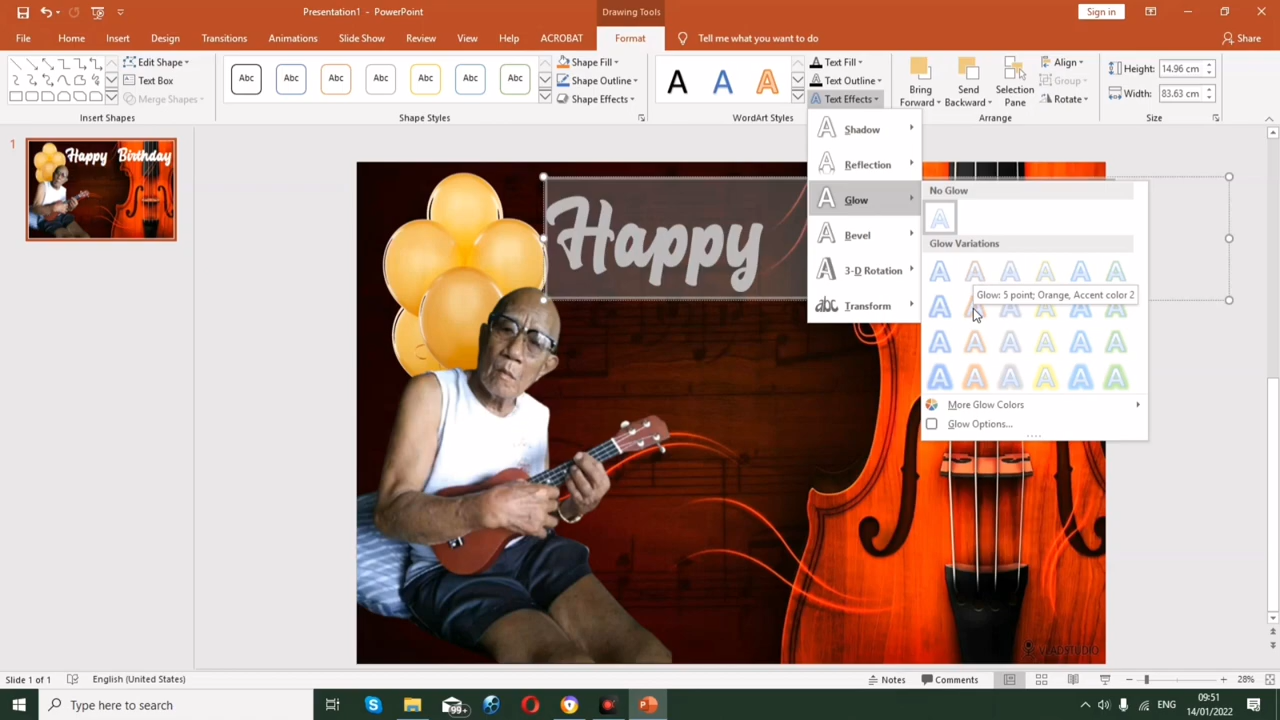 Presentation1 - PowerPoint
Drawing Tools
Sign in
File Home Insert Design Transitions Animations Slide Show Review View Help ACROBAT Format Tell me what you want to do Share
Edit Shape
Text Box
Merge Shapes
Insert Shapes
Abc Abc Abc Abc Abc Abc Abc
Shape Fill
Shape Outline
Shape Effects
Shape Styles
A A A
Text Fill
Text Outline
Text Effects
WordArt Styles
Bring Forward
Send Backward
Selection Pane
Align
Group
Rotate
Arrange
Height: 14.96 cm
Width: 83.63 cm
Size
1
Happy Birthday
Happy
Shadow
Reflection
Glow
Bevel
3-D Rotation
abc Transform
No Glow
Glow Variations
Glow: 5 point; Orange, Accent color 2
More Glow Colors
Glow Options...
VLADSTUDIO
Slide 1 of 1 English (United States) Notes Comments 28%
Type here to search
99+
ENG
09:51
14/01/2022